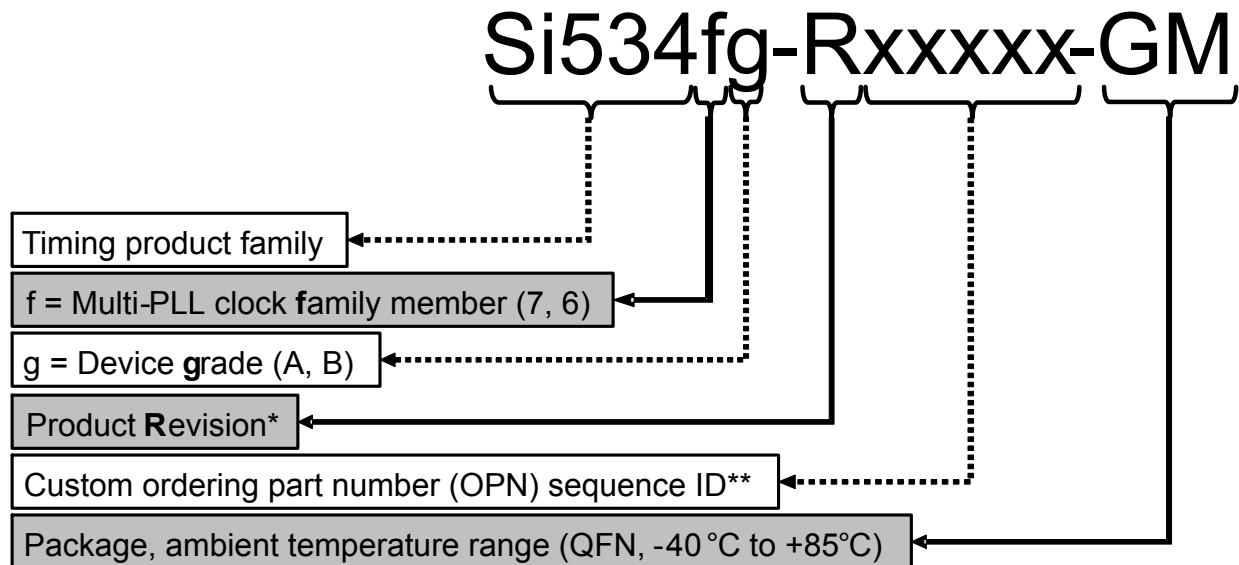 Si534fg-Rxxxxx-GM
Timing product family
f = Multi-PLL clock family member (7, 6)
g = Device grade (A, B)
Product Revision*
Custom ordering part number (OPN) sequence ID**
Package, ambient temperature range (QFN, -40 °C to +85°C)